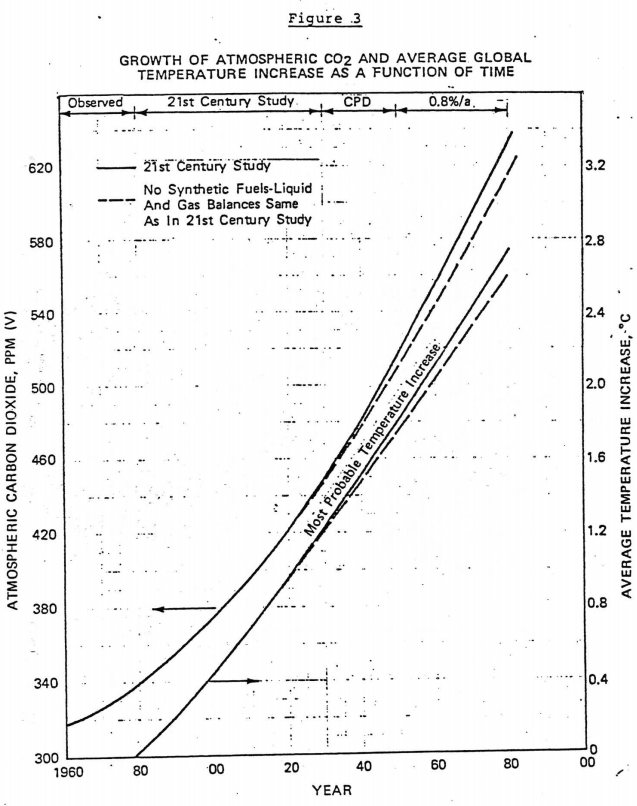 Figure 3
GROWTH OF ATMOSPHERIC CO2 AND AVERAGE GLOBAL
TEMPERATURE INCREASE AS A FUNCTION OF TIME
Observed 21st Century Study CPD 0.8%/a.
21st Century Study
No Synthetic Fuels-Liquid
And Gas Balances Same
As In 21st Century Study
ATMOSPHERIC CARBON DIOXIDE, PPM (V)
620
580
540
500
460
420
380
340
300
Most Probable Temperature Increase
3.2
2.8
2.4
2.0
1.6
1.2
0.8
0.4
0
AVERAGE TEMPERATURE INCREASE, °C
1960 80 00 20 40 60 80 00
YEAR